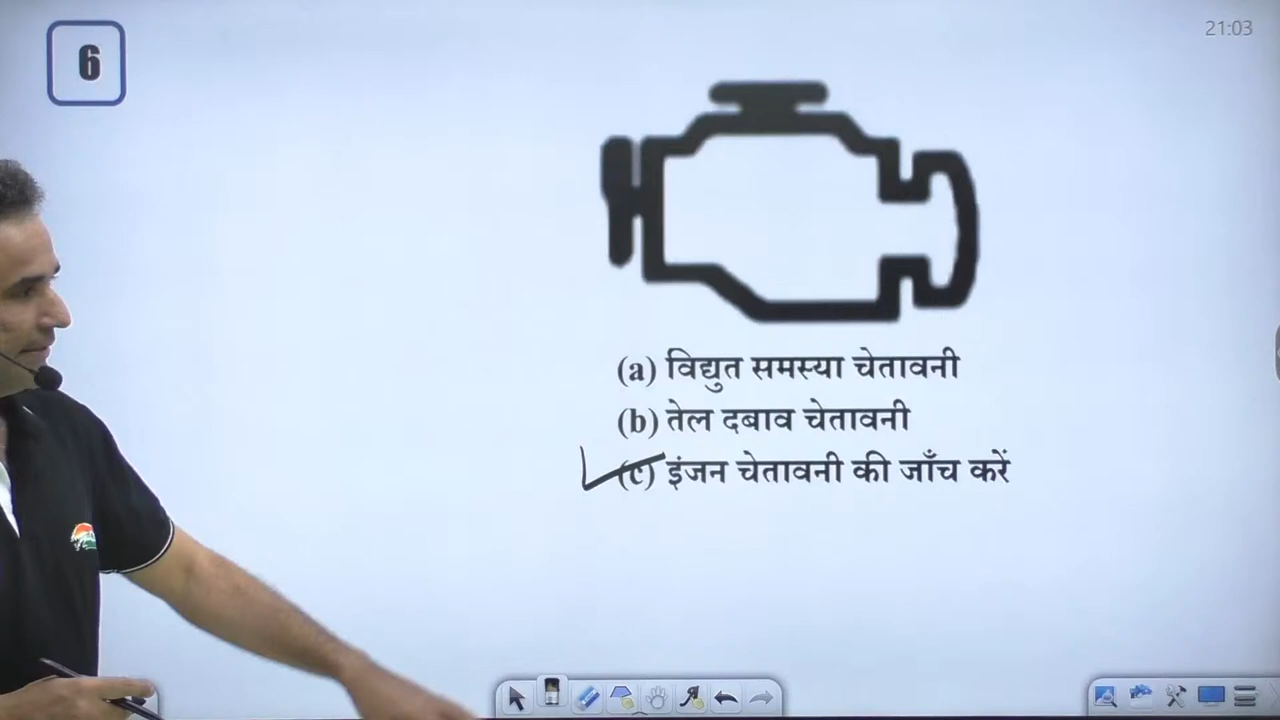 6
21:03
(a) विद्युत समस्या चेतावनी
(b) तेल दबाव चेतावनी
(c) इंजन चेतावनी की जाँच करें